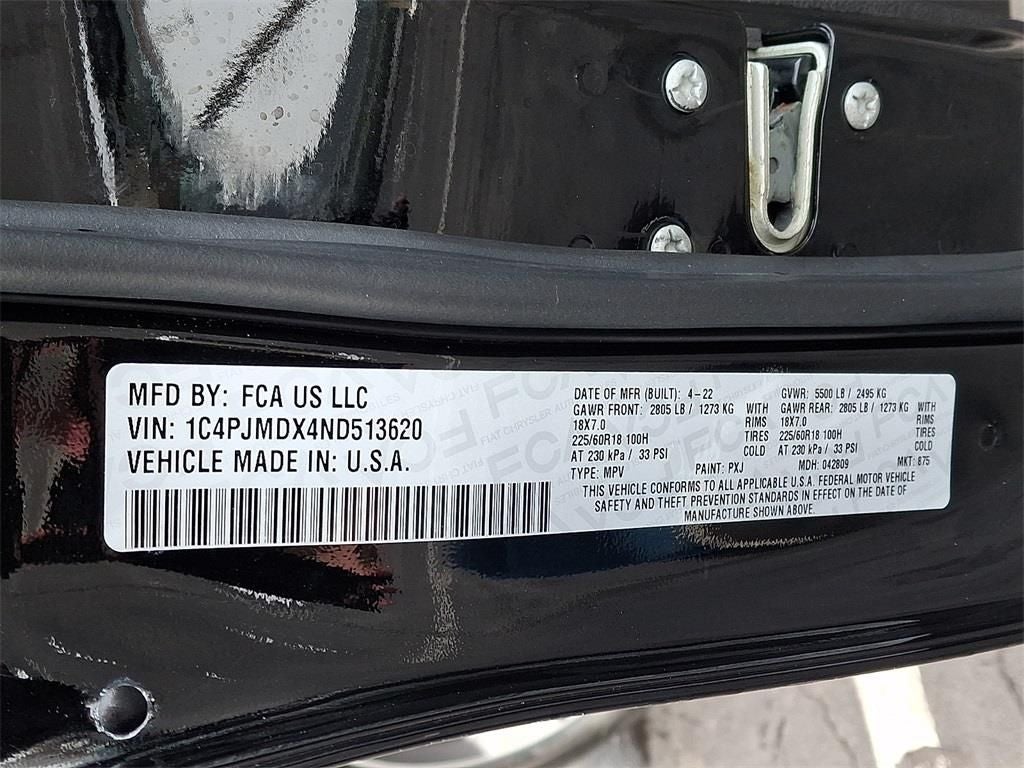 MFD BY: FCA US LLC
VIN: 1C4PJMDX4ND513620
VEHICLE MADE IN: U.S.A.
DATE OF MFR (BUILT): 4-22 GVWR: 5500 LB / 2495 KG
GAWR FRONT: 2805 LB / 1273 KG WITH GAWR REAR: 2805 LB / 1273 KG WITH
18X7.0 RIMS 18X7.0 RIMS
225/60R18 100H TIRES 225/60R18 100H TIRES
AT 230 kPa / 33 PSI COLD AT 230 kPa / 33 PSI COLD
TYPE: MPV PAINT: PXJ MDH: 042809 MKT: 875
THIS VEHICLE CONFORMS TO ALL APPLICABLE U.S.A. FEDERAL MOTOR VEHICLE
SAFETY AND THEFT PREVENTION STANDARDS IN EFFECT ON THE DATE OF
MANUFACTURE SHOWN ABOVE.